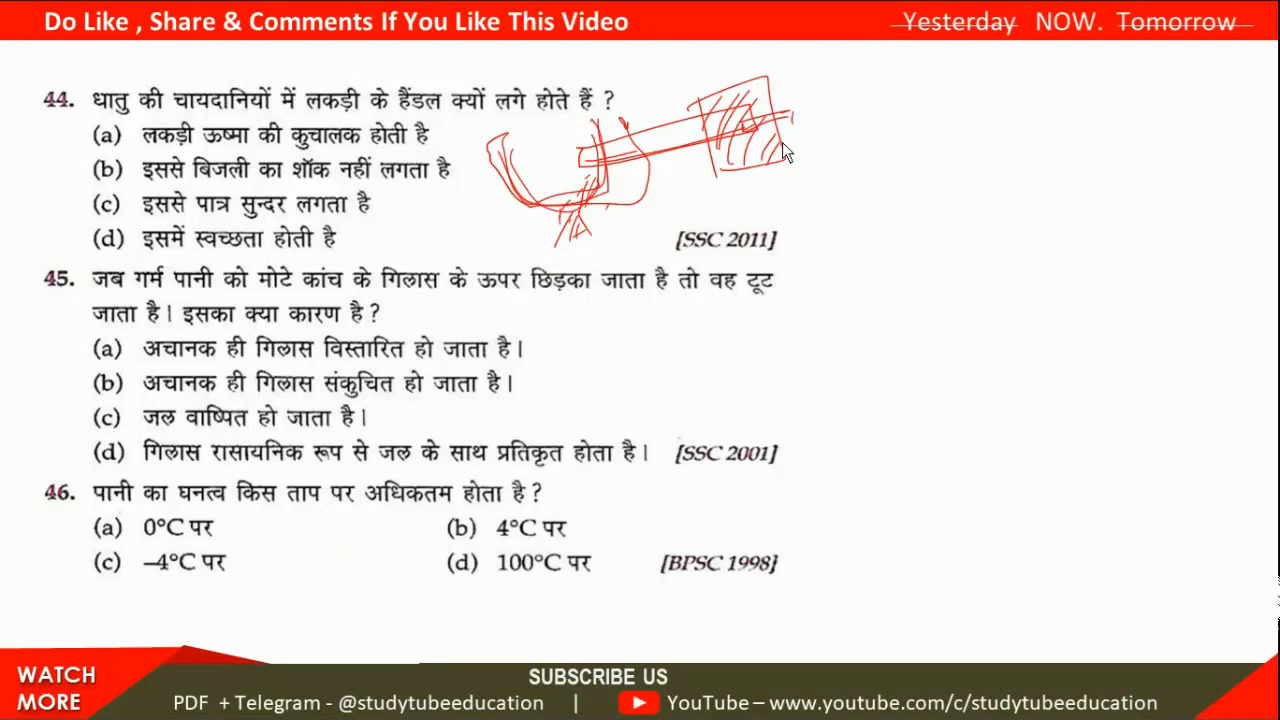 Do Like , Share & Comments If You Like This Video
Yesterday NOW. Tomorrow
44. धातु की चायदानियों में लकड़ी के हैंडल क्यों लगे होते हैं ?
(a) लकड़ी ऊष्मा की कुचालक होती है
(b) इससे बिजली का शॉक नहीं लगता है
(c) इससे पात्र सुन्दर लगता है
(d) इसमें स्वच्छता होती है [SSC 2011]
45. जब गर्म पानी को मोटे कांच के गिलास के ऊपर छिड़का जाता है तो वह टूट
जाता है। इसका क्या कारण है ?
(a) अचानक ही गिलास विस्तारित हो जाता है।
(b) अचानक ही गिलास संकुचित हो जाता है।
(c) जल वाष्पित हो जाता है।
(d) गिलास रासायनिक रूप से जल के साथ प्रतिकृत होता है। [SSC 2001]
46. पानी का घनत्व किस ताप पर अधिकतम होता है ?
(a) 0°C पर (b) 4°C पर
(c) –4°C पर (d) 100°C पर [BPSC 1998]
WATCH
MORE
SUBSCRIBE US
PDF + Telegram - @studytubeeducation | YouTube – www.youtube.com/c/studytubeeducation